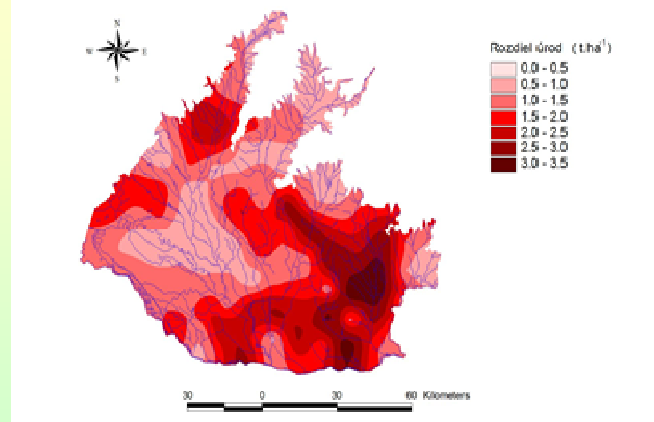 N
W E
S
Rozdiel úrod (t.ha-1)
0.0 - 0.5
0.5 - 1.0
1.0 - 1.5
1.5 - 2.0
2.0 - 2.5
2.5 - 3.0
3.0 - 3.5
30 0 30 60 Kilometers